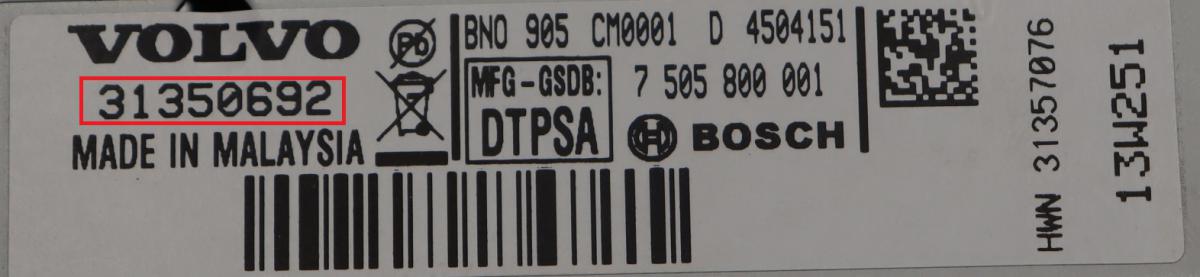 VOLVO
31350692
MADE IN MALAYSIA
Pb
BNO 905 CM0001 D 4504151
MFG-GSDB:
DTPSA
7 505 800 001
BOSCH
HWN 31357076
13W251